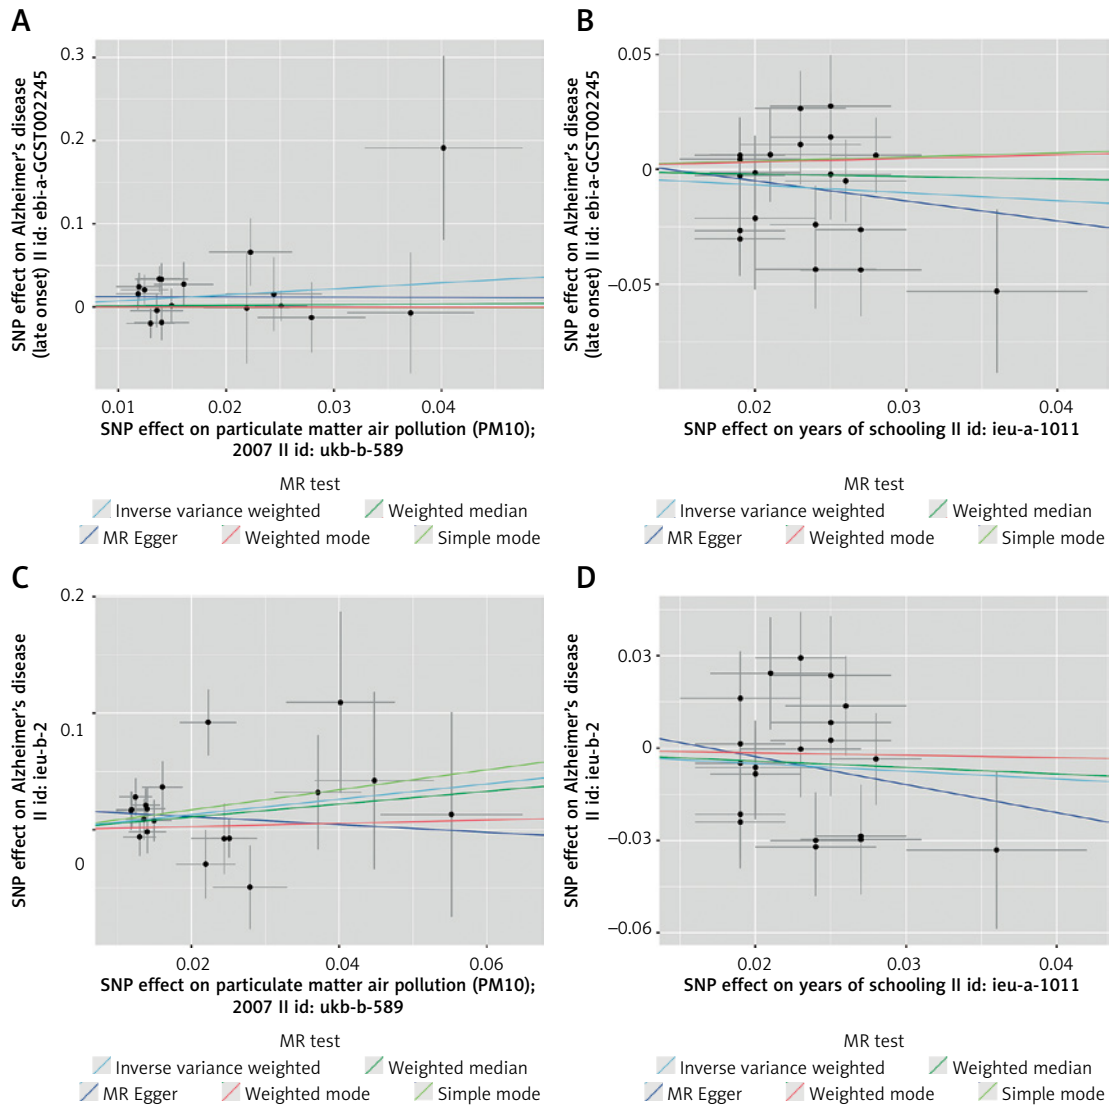 A
SNP effect on Alzheimer's disease
(late onset) II id: ebi-a-GCST002245
0.3
0.2
0.1
0
0.01
0.02
0.03
0.04
SNP effect on particulate matter air pollution (PM10);
2007 II id: ukb-b-589
MR test
Inverse variance weighted
Weighted median
MR Egger
Weighted mode
Simple mode
B
SNP effect on Alzheimer's disease
(late onset) II id: ebi-a-GCST002245
0.05
0
−0.05
0.02
0.03
0.04
SNP effect on years of schooling II id: ieu-a-1011
MR test
Inverse variance weighted
Weighted median
MR Egger
Weighted mode
Simple mode
C
SNP effect on Alzheimer's disease
II id: ieu-b-2
0.2
0.1
0
0.02
0.04
0.06
SNP effect on particulate matter air pollution (PM10);
2007 II id: ukb-b-589
MR test
Inverse variance weighted
Weighted median
MR Egger
Weighted mode
Simple mode
D
SNP effect on Alzheimer's disease
II id: ieu-b-2
0.03
0
−0.03
−0.06
0.02
0.03
0.04
SNP effect on years of schooling II id: ieu-a-1011
MR test
Inverse variance weighted
Weighted median
MR Egger
Weighted mode
Simple mode